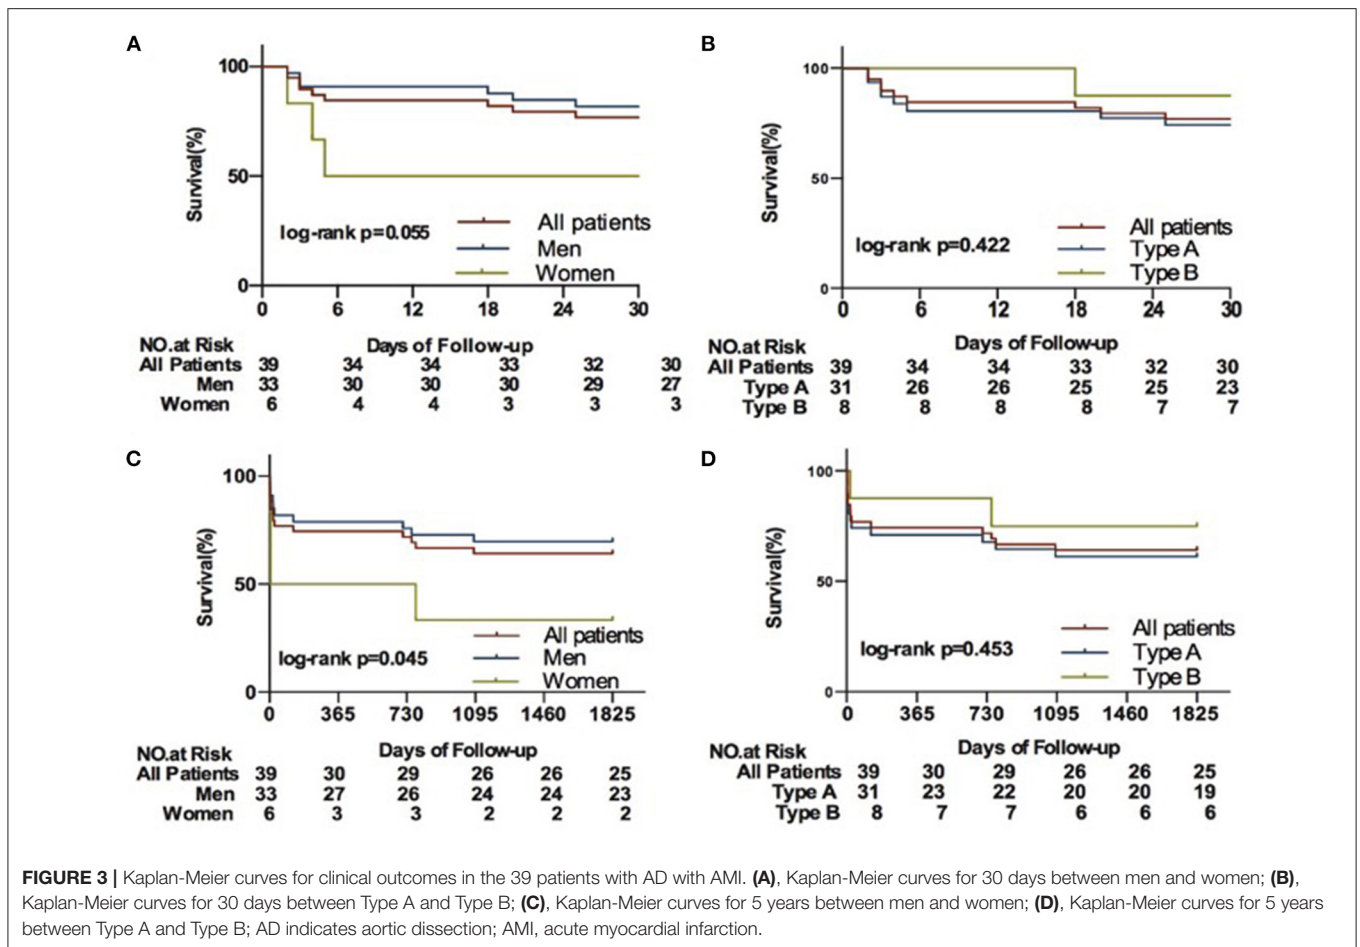 A
100
50
0
Survival(%)
log-rank p=0.055
All patients
Men
Women
0 6 12 18 24 30
Days of Follow-up
NO.at Risk
All Patients 39 34 34 33 32 30
Men 33 30 30 30 29 27
Women 6 4 4 3 3 3
B
100
50
0
Survival(%)
log-rank p=0.422
All patients
Type A
Type B
0 6 12 18 24 30
Days of Follow-up
NO.at Risk
All Patients 39 34 34 33 32 30
Type A 31 26 26 25 25 23
Type B 8 8 8 8 7 7
C
100
50
0
Survival(%)
log-rank p=0.045
All patients
Men
Women
0 365 730 1095 1460 1825
Days of Follow-up
NO.at Risk
All Patients 39 30 29 26 26 25
Men 33 27 26 24 24 23
Women 6 3 3 2 2 2
D
100
50
0
Survival(%)
log-rank p=0.453
All patients
Type A
Type B
0 365 730 1095 1460 1825
Days of Follow-up
NO.at Risk
All Patients 39 30 29 26 26 25
Type A 31 23 22 20 20 19
Type B 8 7 7 6 6 6
FIGURE 3 | Kaplan-Meier curves for clinical outcomes in the 39 patients with AD with AMI. (A), Kaplan-Meier curves for 30 days between men and women; (B),
Kaplan-Meier curves for 30 days between Type A and Type B; (C), Kaplan-Meier curves for 5 years between men and women; (D), Kaplan-Meier curves for 5 years
between Type A and Type B; AD indicates aortic dissection; AMI, acute myocardial infarction.